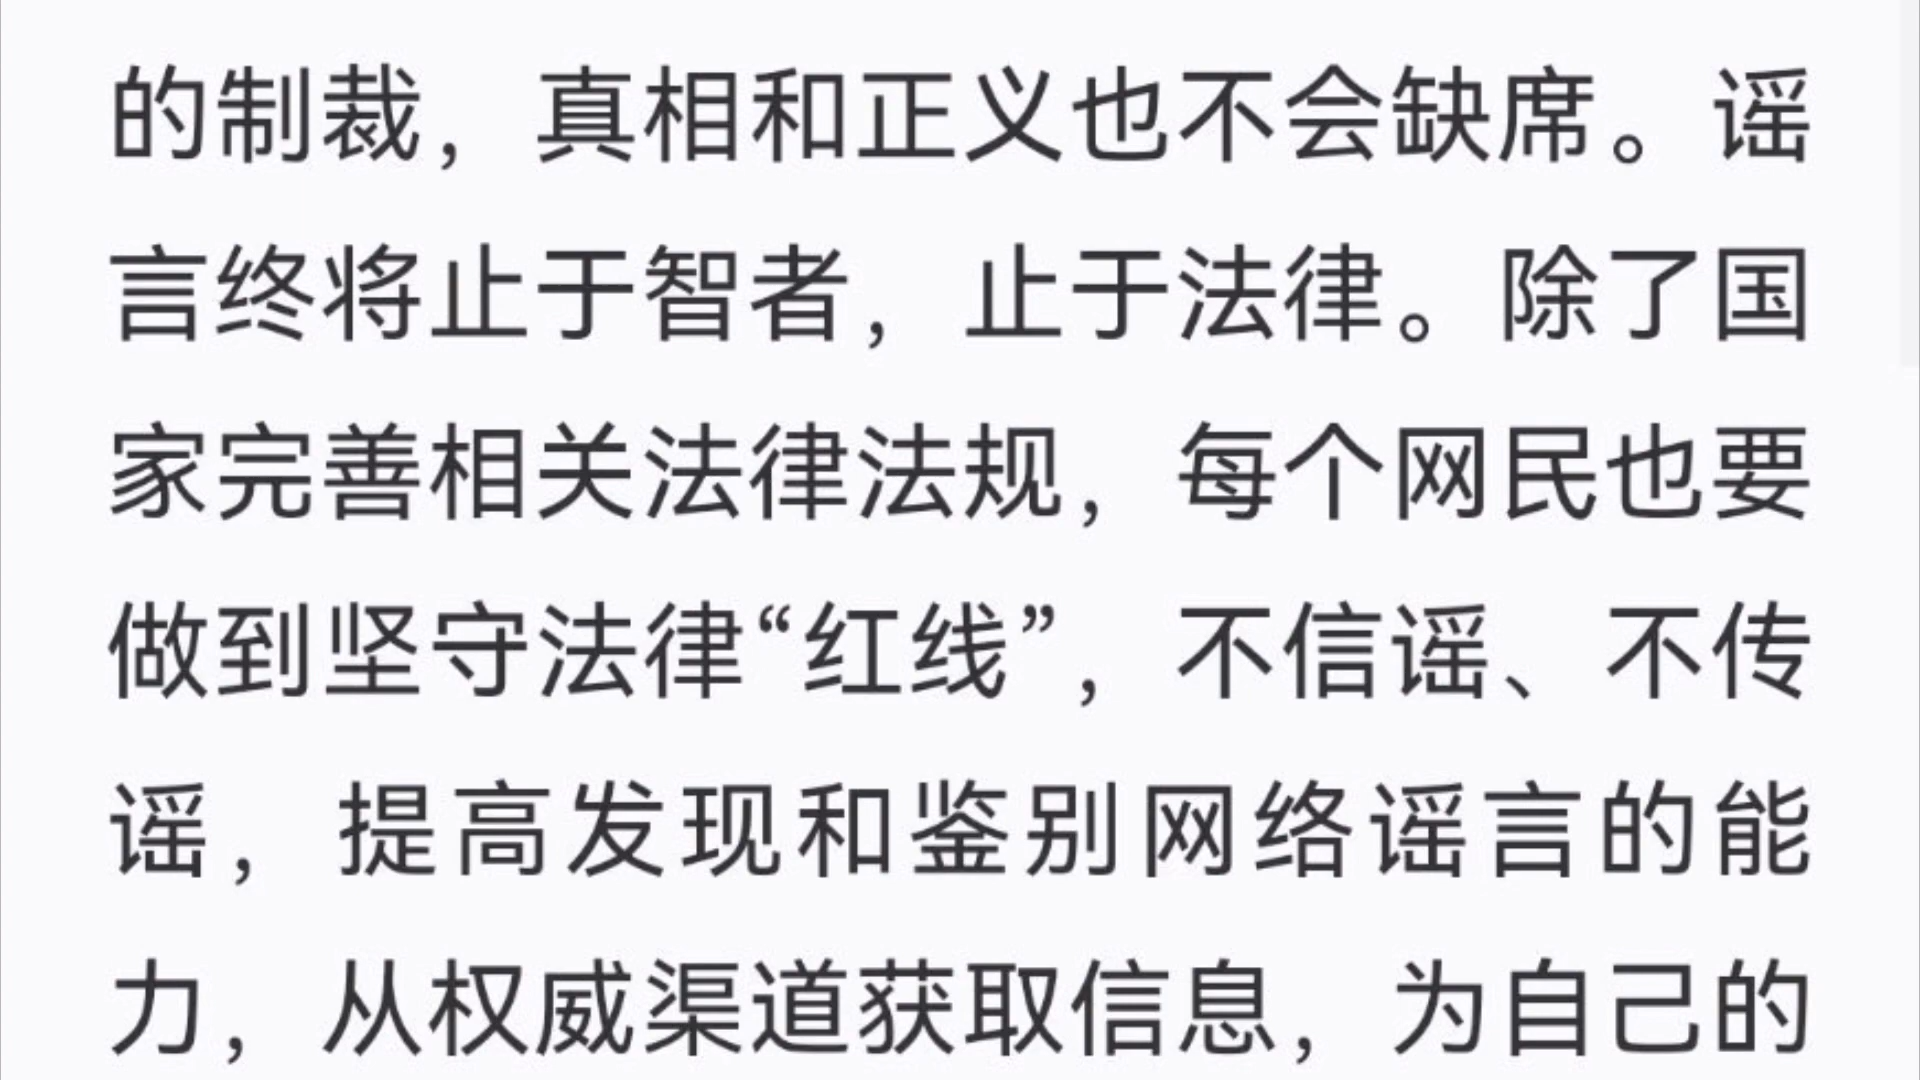 的制裁，真相和正义也不会缺席。谣
言终将止于智者，止于法律。除了国
家完善相关法律法规，每个网民也要
做到坚守法律“红线”，不信谣、不传
谣，提高发现和鉴别网络谣言的能
力，从权威渠道获取信息，为自己的